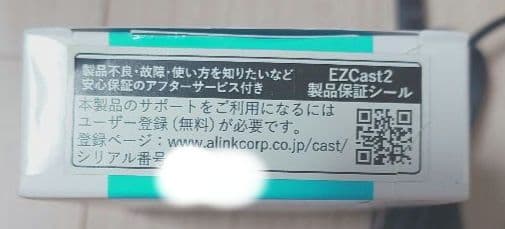 製品不良・故障・使い方を知りたいなど
安心保証のアフターサービス付き
EZCast2
製品保証シール
本製品のサポートをご利用になるには
ユーザー登録(無料)が必要です。
登録ページ：www.alinkcorp.co.jp/cast/
シリアル番号